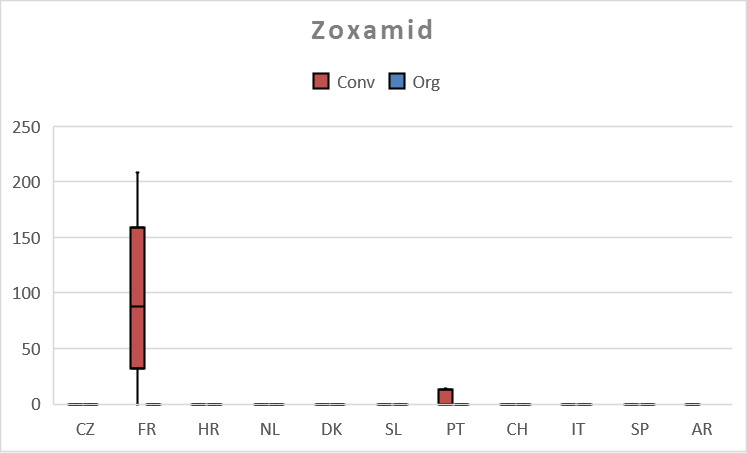 Zoxamid
Conv Org
250
200
150
100
50
0
CZ FR HR NL DK SL PT CH IT SP AR